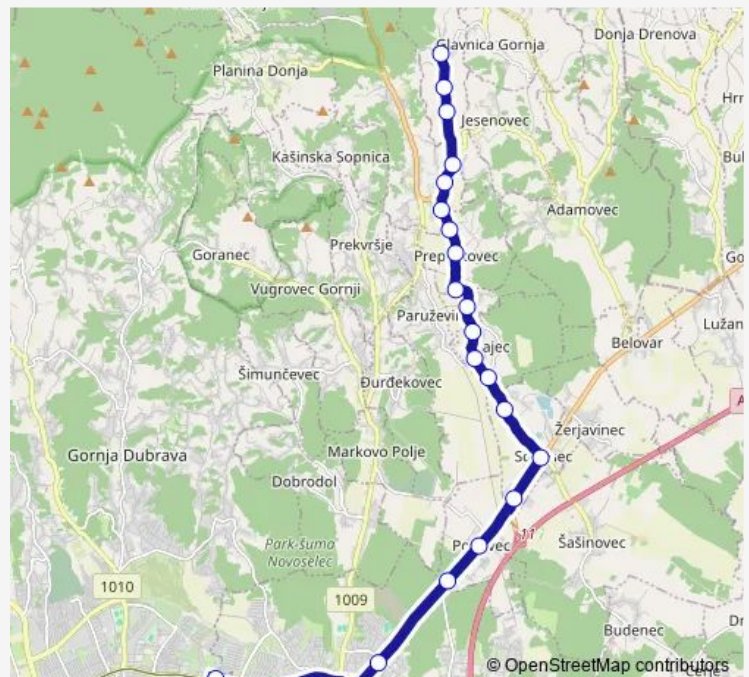 Glavnica Gornja
Donja Drenova
Planina Donja
Jesenovec
Kašinska Sopnica
Adamovec
Prekvršje
Goranec
Vugrovec Gornji
Belovar
Šimunčevec
Đurđekovec
Žerjavinec
Markovo Polje
Gornja Dubrava
Dobrodol
11
Šašinovec
Park-šuma
Novoselec
1010
1009
Budenec
© OpenStreetMap contributors